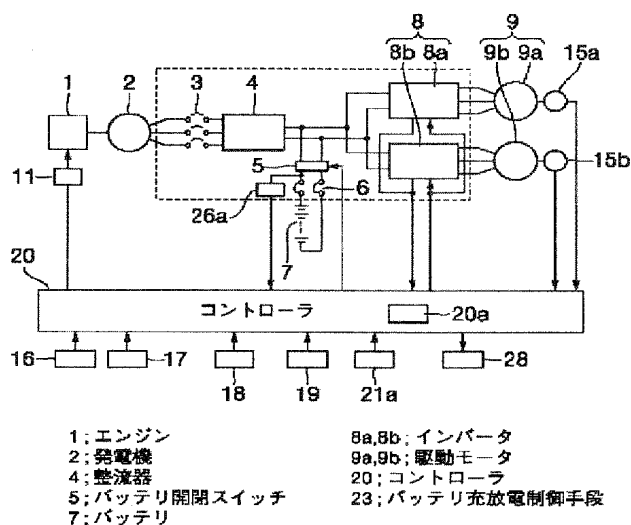 8
9
8b 8a
9b 9a
15a
1
2
3
4
11
5
6
15b
26a
7
20
コントローラ
20a
16
17
18
19
21a
28
1;エンジン
2;発電機
4;整流器
5;バッテリ開閉スイッチ
7;バッテリ
8a,8b;インバータ
9a,9b;駆動モータ
20;コントローラ
23;バッテリ充放電制御手段